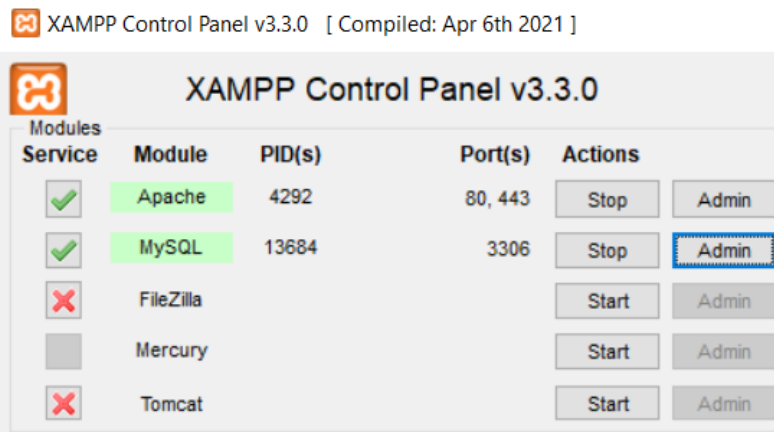 XAMPP Control Panel v3.3.0 [ Compiled: Apr 6th 2021 ]
XAMPP Control Panel v3.3.0
Modules
Service Module PID(s) Port(s) Actions
Apache 4292 80, 443 Stop Admin
MySQL 13684 3306 Stop Admin
FileZilla Start Admin
Mercury Start Admin
Tomcat Start Admin